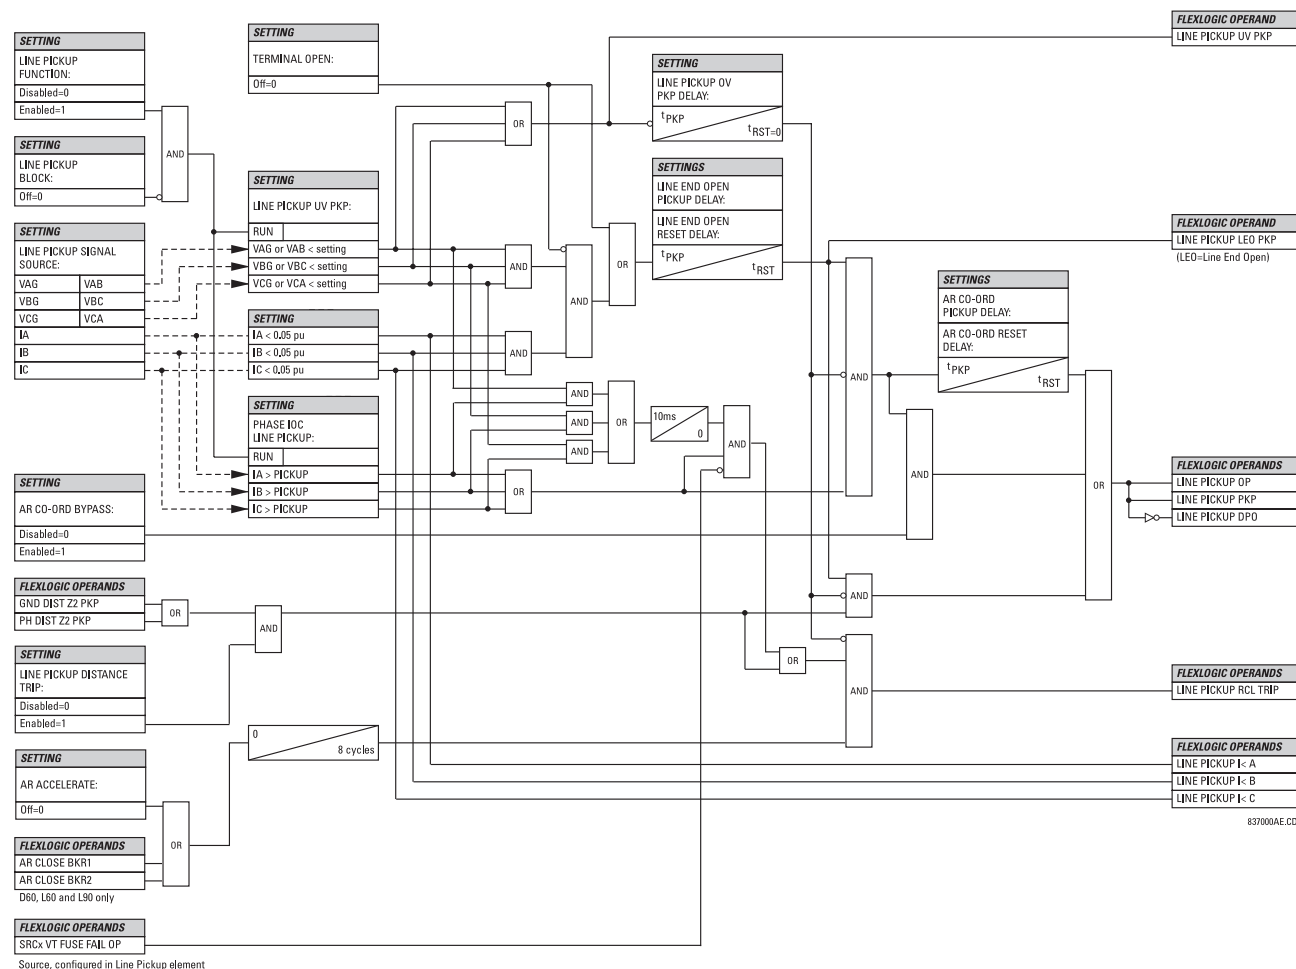 SETTING
LINE PICKUP
FUNCTION:
Disabled=0
Enabled=1
SETTING
LINE PICKUP
BLOCK:
Off=0
SETTING
LINE PICKUP SIGNAL
SOURCE:
VAG VAB
VBG VBC
VCG VCA
IA
IB
IC
SETTING
AR CO-ORD BYPASS:
Disabled=0
Enabled=1
FLEXLOGIC OPERANDS
GND DIST Z2 PKP
PH DIST Z2 PKP
SETTING
LINE PICKUP DISTANCE
TRIP:
Disabled=0
Enabled=1
SETTING
AR ACCELERATE:
Off=0
FLEXLOGIC OPERANDS
AR CLOSE BKR1
AR CLOSE BKR2
D60, L60 and L90 only
FLEXLOGIC OPERANDS
SRCx VT FUSE FAIL OP
Source, configured in Line Pickup element
AND
OR
AND
OR
SETTING
TERMINAL OPEN:
Off=0
SETTING
LINE PICKUP UV PKP:
RUN
VAG or VAB < setting
VBG or VBC < setting
VCG or VCA < setting
SETTING
IA < 0.05 pu
IB < 0.05 pu
IC < 0.05 pu
SETTING
PHASE IOC
LINE PICKUP:
RUN
IA > PICKUP
IB > PICKUP
IC > PICKUP
0
8 cycles
OR
AND
AND
OR
AND
AND
AND
AND
OR
OR
SETTING
LINE PICKUP OV
PKP DELAY:
tPKP
tRST=0
SETTINGS
LINE END OPEN
PICKUP DELAY:
LINE END OPEN
RESET DELAY:
tPKP
tRST
10ms
0
AND
OR
AND
AND
AND
AND
SETTINGS
AR CO-ORD
PICKUP DELAY:
AR CO-ORD RESET
DELAY:
tPKP
tRST
OR
FLEXLOGIC OPERAND
LINE PICKUP UV PKP
FLEXLOGIC OPERAND
LINE PICKUP LEO PKP
(LEO=Line End Open)
FLEXLOGIC OPERANDS
LINE PICKUP OP
LINE PICKUP PKP
LINE PICKUP DPO
FLEXLOGIC OPERANDS
LINE PICKUP RCL TRIP
FLEXLOGIC OPERANDS
LINE PICKUP I< A
LINE PICKUP I< B
LINE PICKUP I< C
837000AE.CD